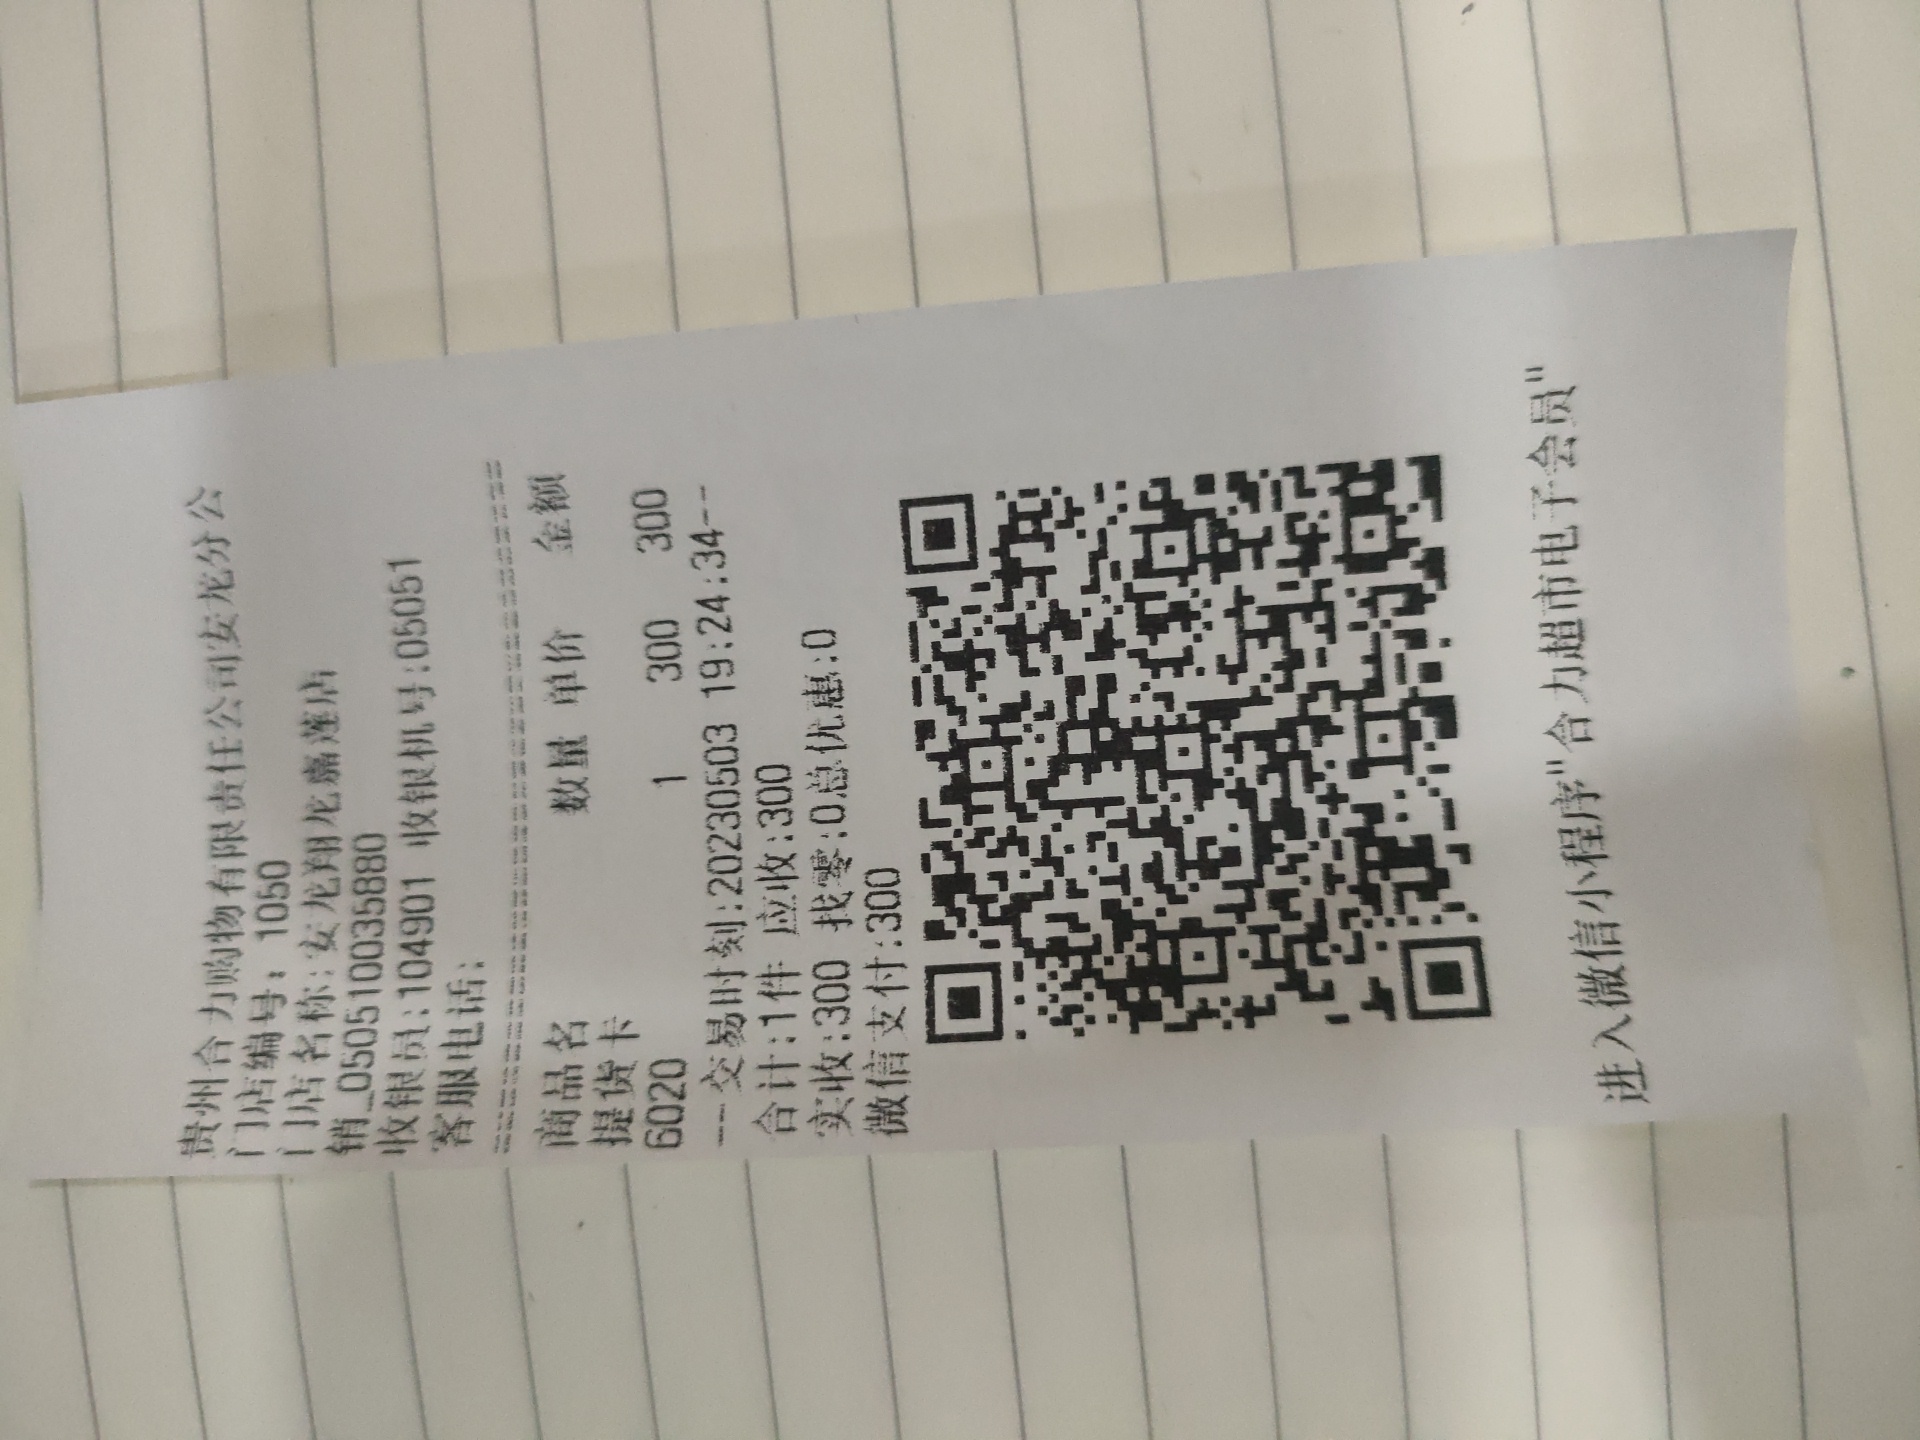 贵州合力购物有限责任公司安龙分公
门店编号: 1050
门店名称:安龙翔龙嘉莲店
销_050510035880
收银员:104901 收银机号:05051
客服电话:
========================================
商品名 数量 单价 金额
提货卡
6020 1 300 300
--交易时刻:20230503 19:24:34--
合计:1件 应收:300
实收:300 找零:0总优惠:0
微信支付:300
进入微信小程序"合力超市电子会员"